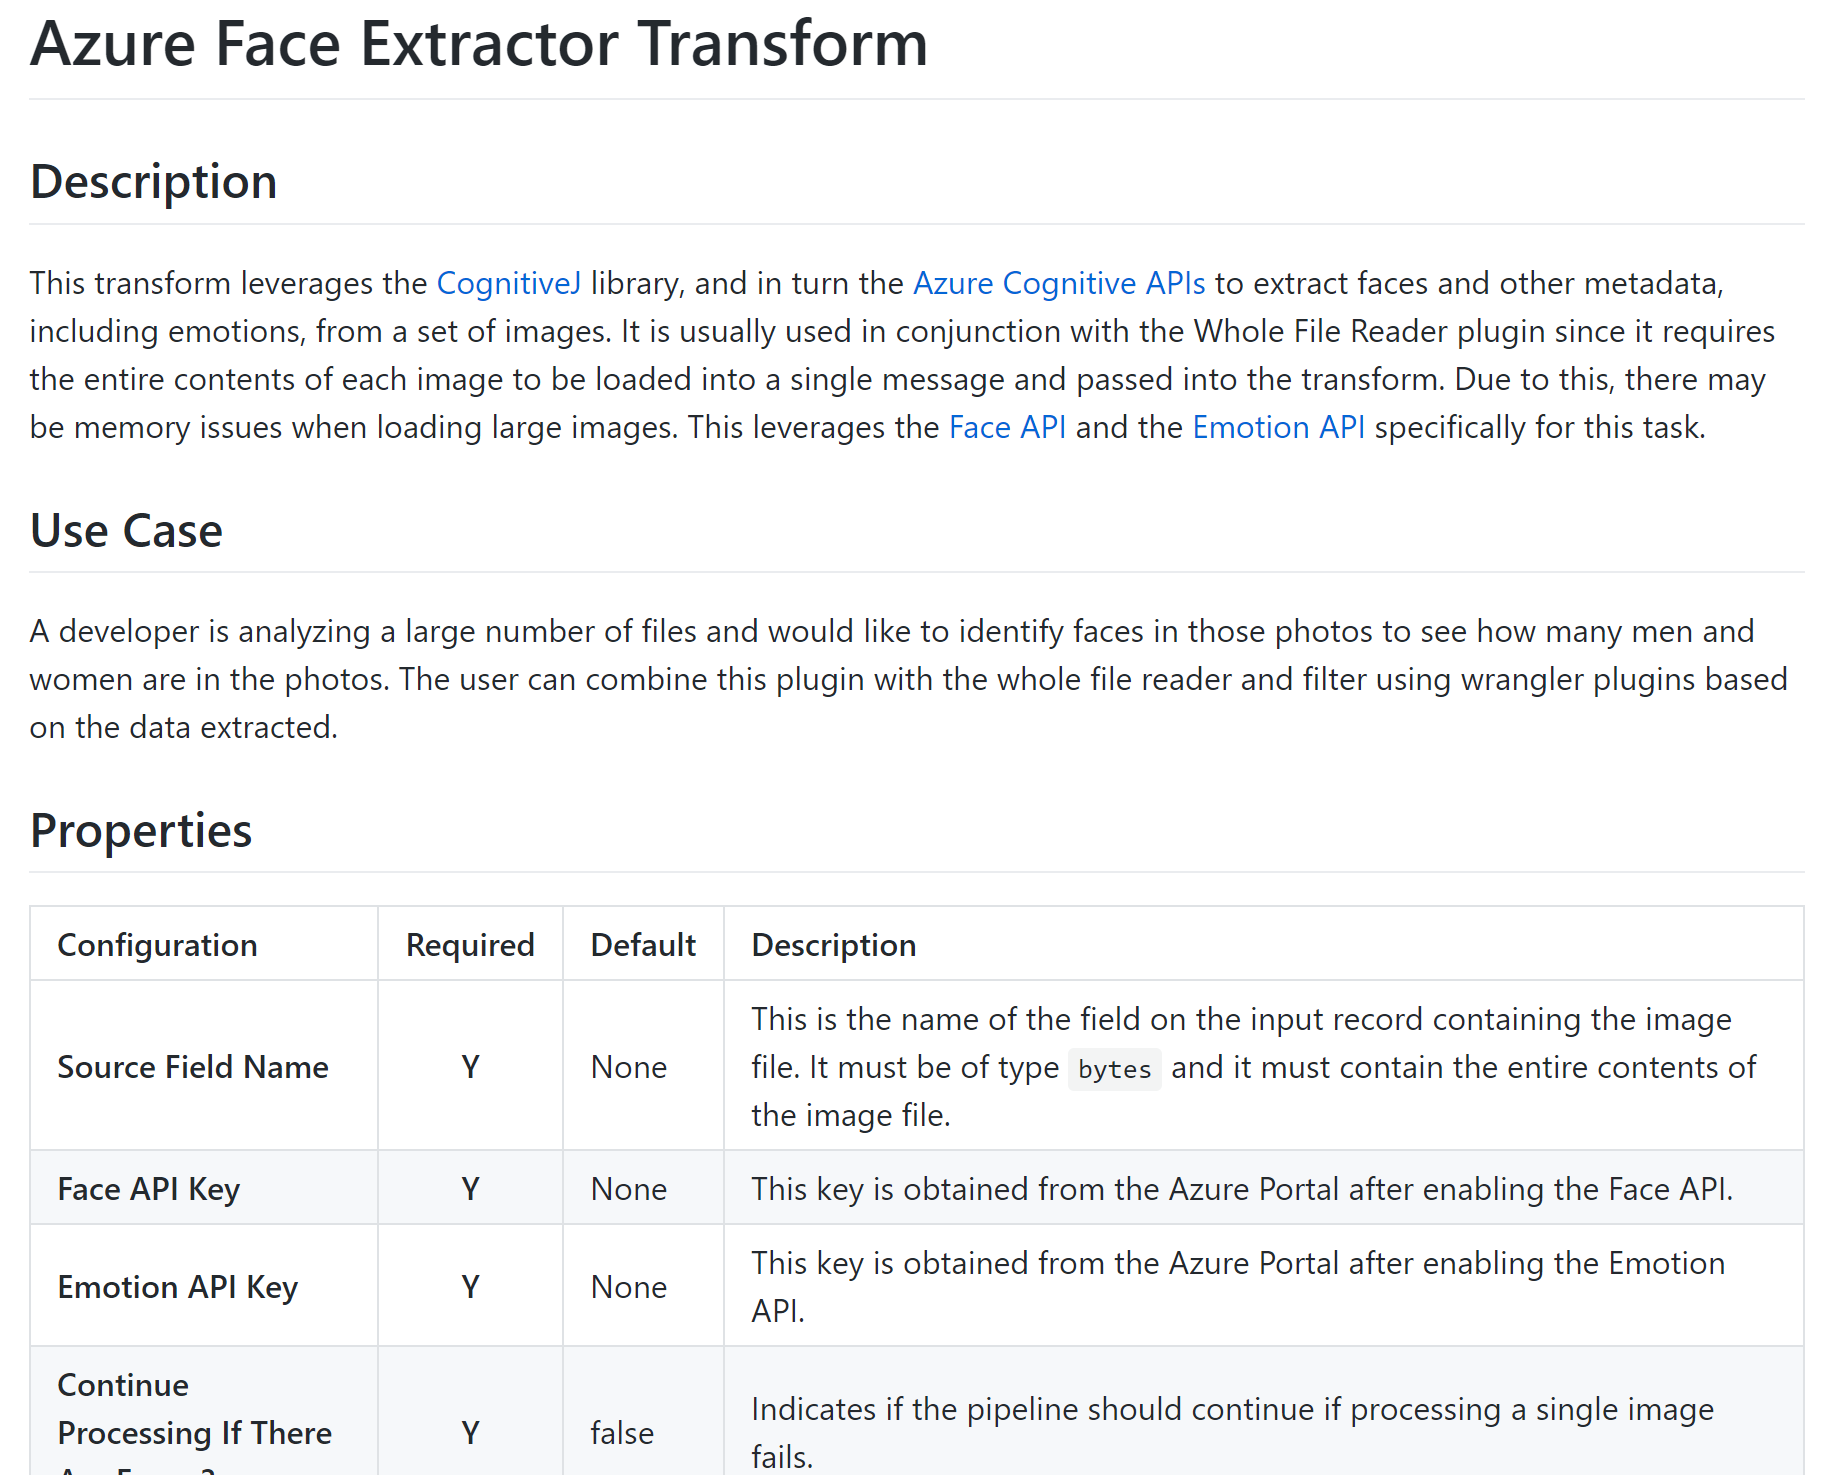 Azure Face Extractor Transform
Description
This transform leverages the CognitiveJ library, and in turn the Azure Cognitive APIs to extract faces and other metadata,
including emotions, from a set of images. It is usually used in conjunction with the Whole File Reader plugin since it requires
the entire contents of each image to be loaded into a single message and passed into the transform. Due to this, there may
be memory issues when loading large images. This leverages the Face API and the Emotion API specifically for this task.
Use Case
A developer is analyzing a large number of files and would like to identify faces in those photos to see how many men and
women are in the photos. The user can combine this plugin with the whole file reader and filter using wrangler plugins based
on the data extracted.
Properties
Configuration Required Default Description
This is the name of the field on the input record containing the image
Source Field Name Y None file. It must be of type bytes and it must contain the entire contents of
the image file.
Face API Key Y None This key is obtained from the Azure Portal after enabling the Face API.
This key is obtained from the Azure Portal after enabling the Emotion
Emotion API Key Y None
API.
Continue
Indicates if the pipeline should continue if processing a single image
Processing If There Y false
fails.